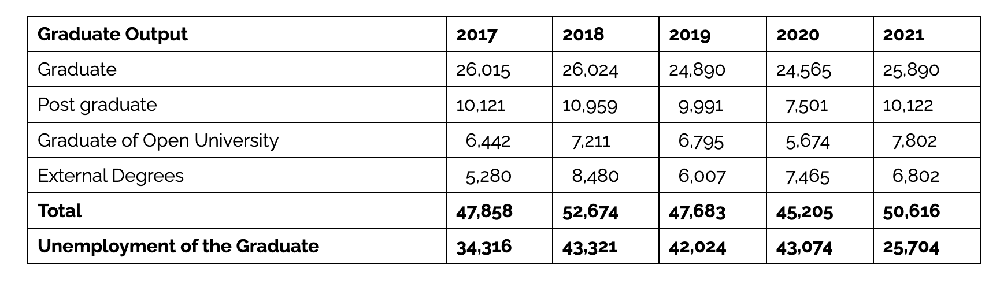 Graduate Output 2017 2018 2019 2020 2021
Graduate 26,015 26,024 24,890 24,565 25,890
Post graduate 10,121 10,959 9,991 7,501 10,122
Graduate of Open University 6,442 7,211 6,795 5,674 7,802
External Degrees 5,280 8,480 6,007 7,465 6,802
Total 47,858 52,674 47,683 45,205 50,616
Unemployment of the Graduate 34,316 43,321 42,024 43,074 25,704